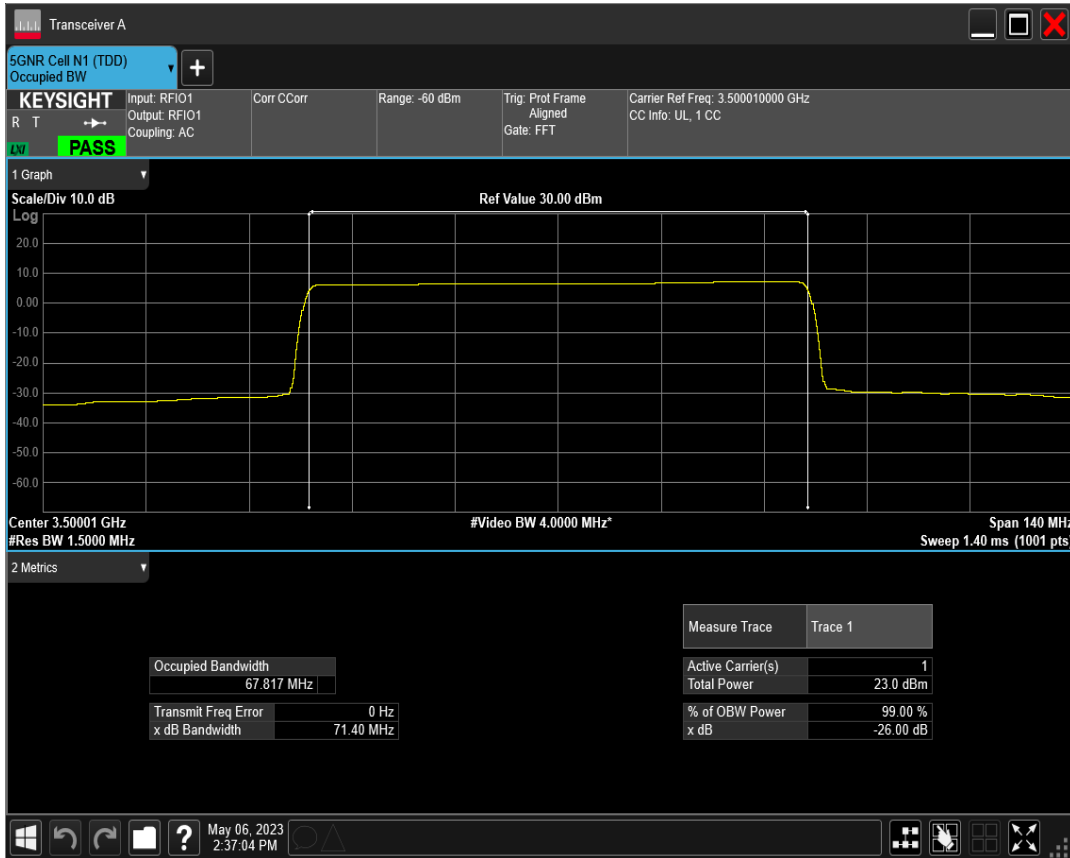 Transceiver A
5GNR Cell N1 (TDD)
Occupied BW
+
KEYSIGHT
R T
LXI
PASS
Input: RFIO1
Output: RFIO1
Coupling: AC
Corr CCorr
Range: -60 dBm
Trig: Prot Frame
Aligned
Gate: FFT
Carrier Ref Freq: 3.500010000 GHz
CC Info: UL, 1 CC
1 Graph
Scale/Div 10.0 dB
Ref Value 30.00 dBm
Log
20.0
10.0
0.00
-10.0
-20.0
-30.0
-40.0
-50.0
-60.0
Center 3.50001 GHz
#Video BW 4.0000 MHz*
Span 140 MHz
#Res BW 1.5000 MHz
Sweep 1.40 ms (1001 pts)
2 Metrics
Measure Trace Trace 1
Occupied Bandwidth
67.817 MHz
Active Carrier(s) 1
Total Power 23.0 dBm
Transmit Freq Error 0 Hz
x dB Bandwidth 71.40 MHz
% of OBW Power 99.00 %
x dB -26.00 dB
?
May 06, 2023
2:37:04 PM